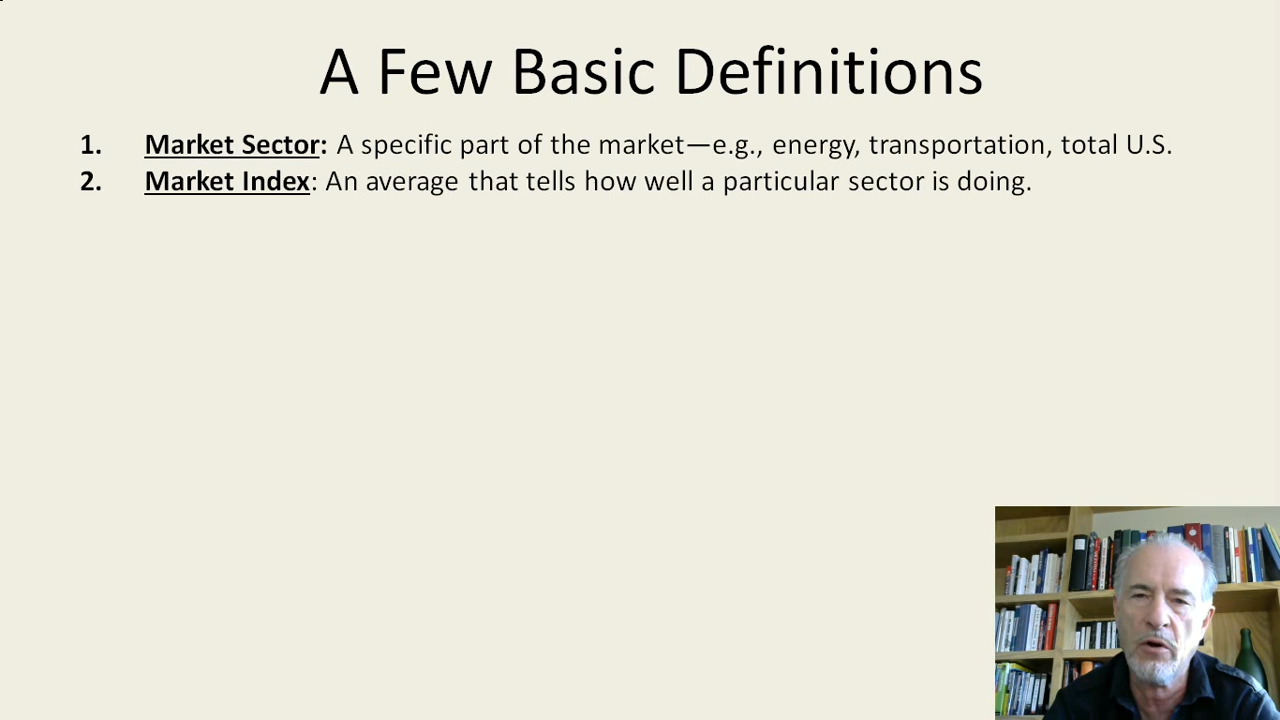 A Few Basic Definitions
1. Market Sector: A specific part of the market—e.g., energy, transportation, total U.S.
2. Market Index: An average that tells how well a particular sector is doing.